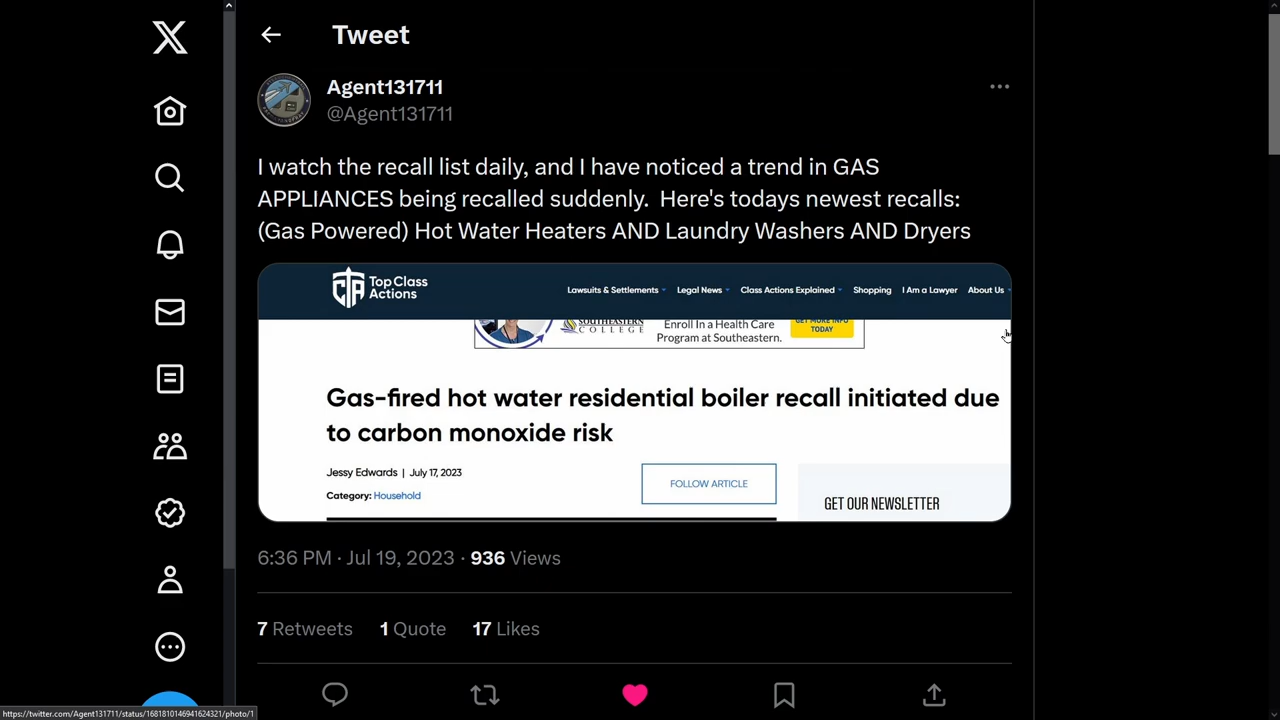 Tweet
Agent131711
@Agent131711
I watch the recall list daily, and I have noticed a trend in GAS
APPLIANCES being recalled suddenly.  Here's todays newest recalls:
(Gas Powered) Hot Water Heaters AND Laundry Washers AND Dryers
Top Class
Actions
Lawsuits & Settlements
Legal News
Class Actions Explained
Shopping
I Am a Lawyer
About Us
SOUTHEASTERN
COLLEGE
Enroll In a Health Care
Program at Southeastern.
GET MORE INFO
TODAY
Gas-fired hot water residential boiler recall initiated due
to carbon monoxide risk
Jessy Edwards | July 17, 2023
Category: Household
FOLLOW ARTICLE
GET OUR NEWSLETTER
6:36 PM · Jul 19, 2023 · 936 Views
7 Retweets 1 Quote 17 Likes
https://twitter.com/Agent131711/status/1681810146941624321/photo/1